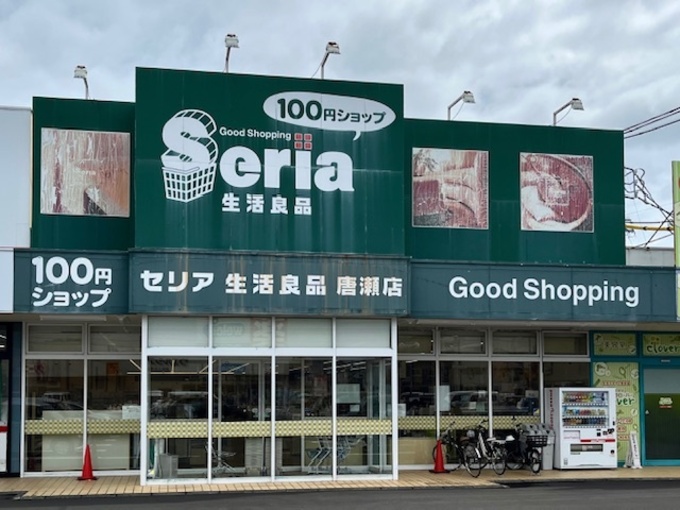 100円ショップ
Good Shopping
Seria
生活良品
100円
ショップ
セリア 生活良品 唐瀬店
Good Shopping
clover